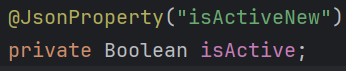 @JsonProperty("isActiveNew")
private Boolean isActive;